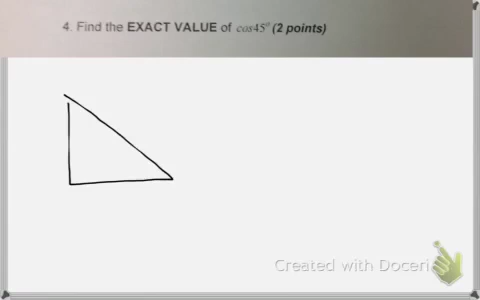 4. Find the EXACT VALUE of cos45° (2 points)
Created with Doceri